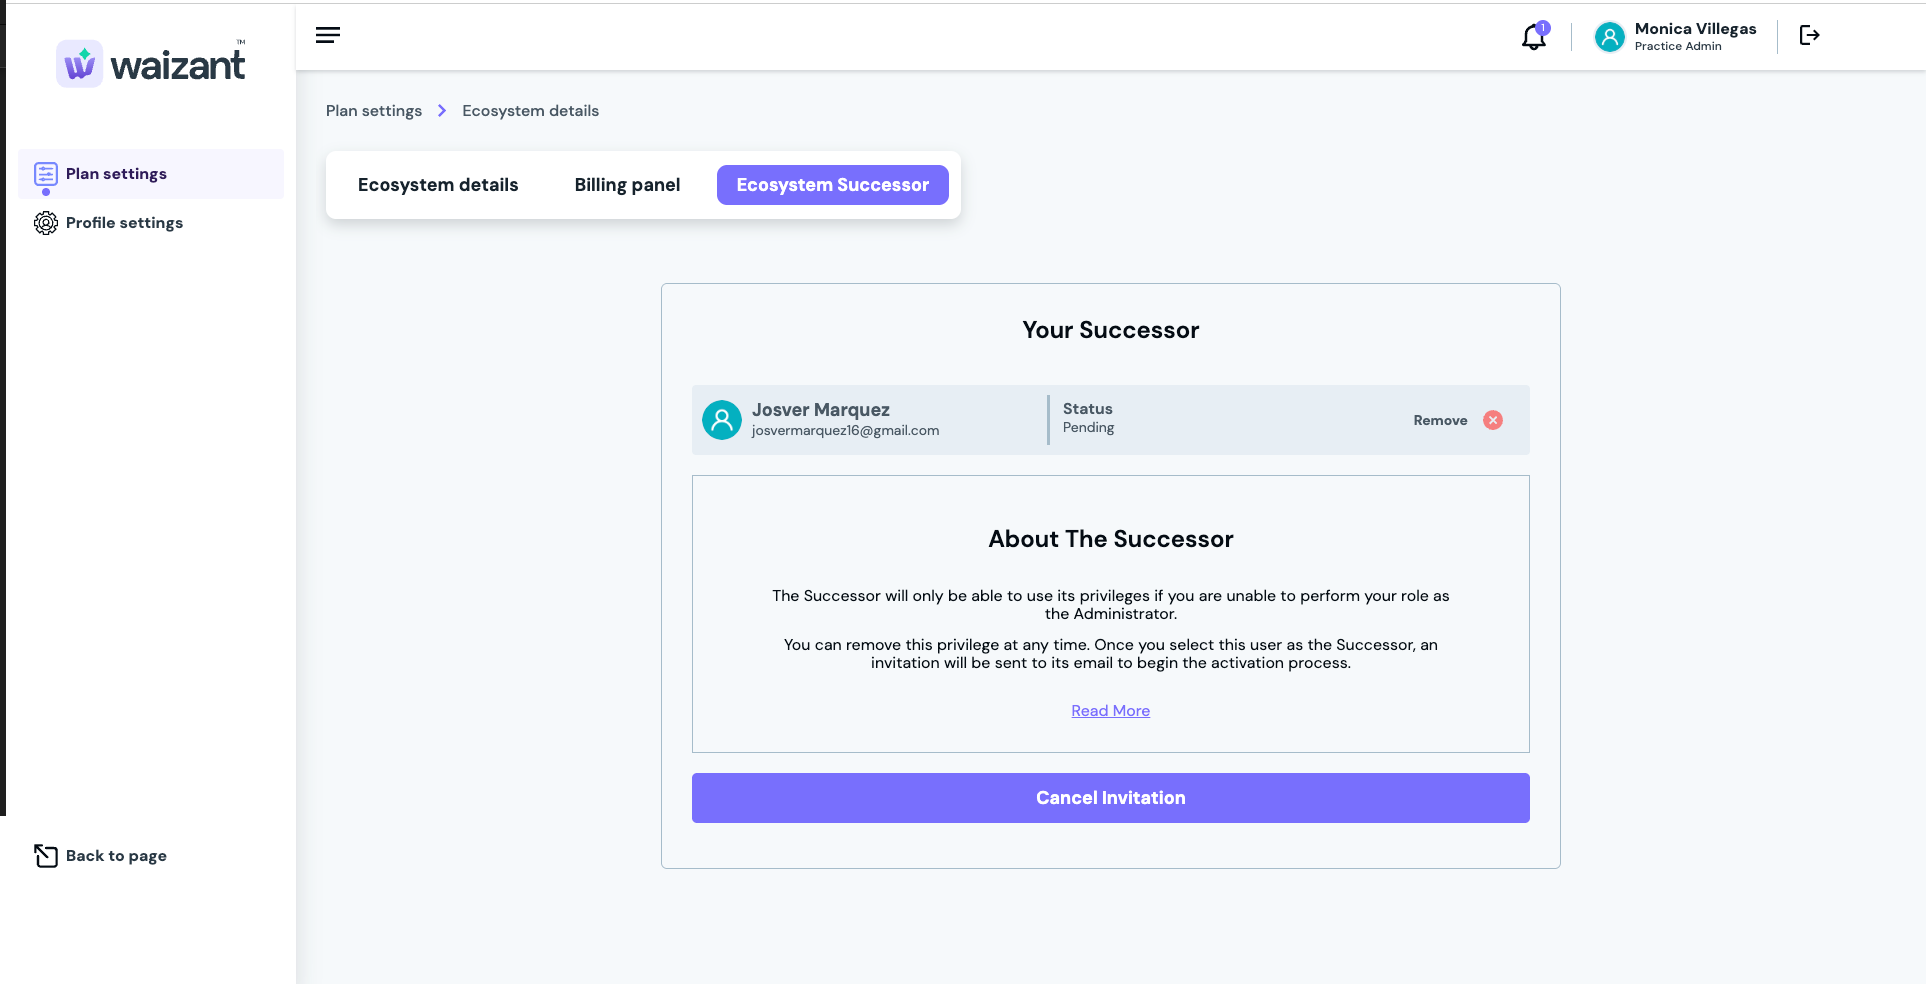 waizant™
1
Monica Villegas
Practice Admin
Plan settings
Ecosystem details
Plan settings
Profile settings
Ecosystem details
Billing panel
Ecosystem Successor
Your Successor
Josver Marquez
josvermarquez16@gmail.com
Status
Pending
Remove
About The Successor
The Successor will only be able to use its privileges if you are unable to perform your role as
the Administrator.
You can remove this privilege at any time. Once you select this user as the Successor, an
invitation will be sent to its email to begin the activation process.
Read More
Cancel Invitation
Back to page